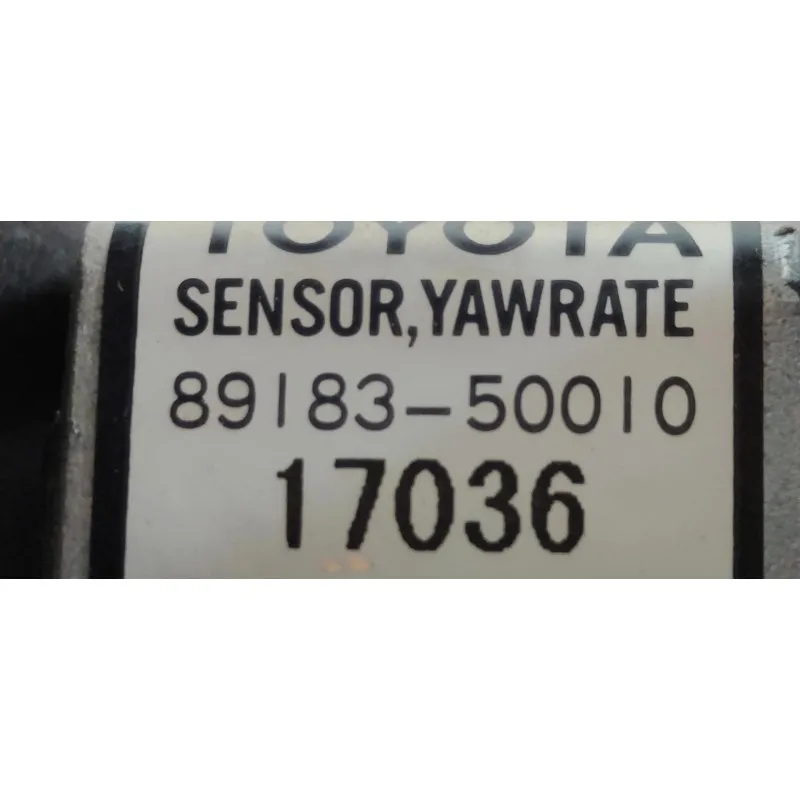 TOYOTA
SENSOR,YAWRATE
89183-50010
17036